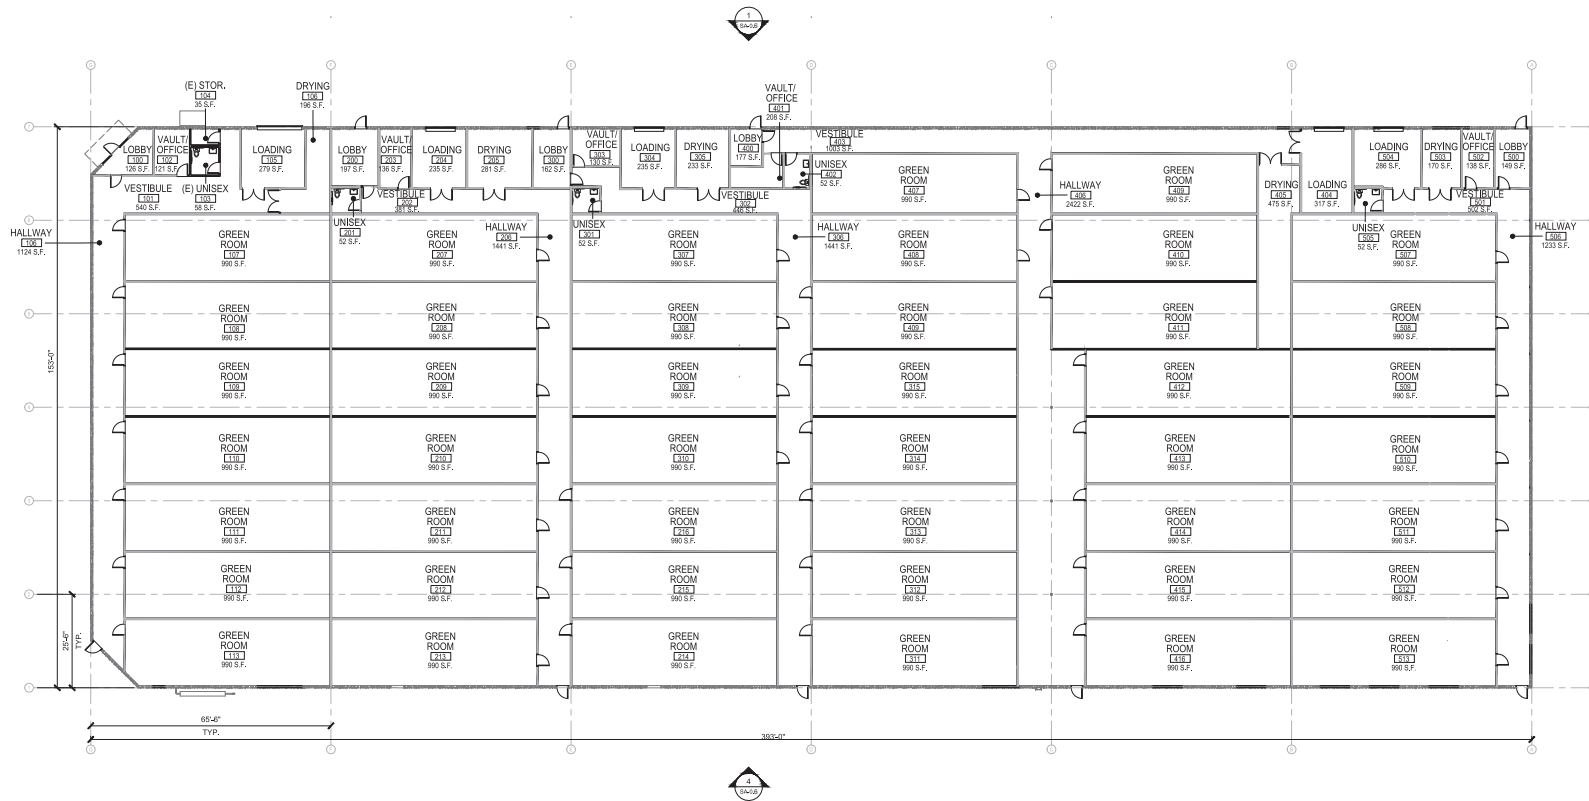 1
SA-0.6
G
F
E
D
C
B
A
(E) STOR.
104
35 S.F.
DRYING
106
196 S.F.
VAULT/
OFFICE
401
208 S.F.
7
LOBBY
100
126 S.F.
VAULT/
OFFICE
102
121 S.F.
LOADING
105
279 S.F.
LOBBY
200
197 S.F.
VAULT/
OFFICE
203
136 S.F.
LOADING
204
235 S.F.
DRYING
205
281 S.F.
LOBBY
300
162 S.F.
VAULT/
OFFICE
303
130 S.F.
LOADING
304
235 S.F.
DRYING
305
233 S.F.
LOBBY
400
177 S.F.
VESTIBULE
403
1003 S.F.
UNISEX
402
52 S.F.
LOADING
504
286 S.F.
DRYING
503
170 S.F.
VAULT/
OFFICE
502
138 S.F.
LOBBY
500
149 S.F.
VESTIBULE
101
540 S.F.
(E) UNISEX
103
58 S.F.
VESTIBULE
202
381 S.F.
VESTIBULE
302
446 S.F.
GREEN
ROOM
407
990 S.F.
HALLWAY
406
2422 S.F.
GREEN
ROOM
409
990 S.F.
DRYING
405
475 S.F.
LOADING
404
317 S.F.
VESTIBULE
501
502 S.F.
HALLWAY
106
1124 S.F.
UNISEX
201
52 S.F.
HALLWAY
206
1441 S.F.
UNISEX
301
52 S.F.
HALLWAY
306
1441 S.F.
UNISEX
505
52 S.F.
HALLWAY
506
1233 S.F.
GREEN
ROOM
107
990 S.F.
GREEN
ROOM
207
990 S.F.
GREEN
ROOM
307
990 S.F.
GREEN
ROOM
408
990 S.F.
GREEN
ROOM
410
990 S.F.
GREEN
ROOM
507
990 S.F.
GREEN
ROOM
108
990 S.F.
GREEN
ROOM
208
990 S.F.
GREEN
ROOM
308
990 S.F.
GREEN
ROOM
409
990 S.F.
GREEN
ROOM
411
990 S.F.
GREEN
ROOM
508
990 S.F.
153'-0"
GREEN
ROOM
109
990 S.F.
GREEN
ROOM
209
990 S.F.
GREEN
ROOM
309
990 S.F.
GREEN
ROOM
315
990 S.F.
GREEN
ROOM
412
990 S.F.
GREEN
ROOM
509
990 S.F.
GREEN
ROOM
110
990 S.F.
GREEN
ROOM
210
990 S.F.
GREEN
ROOM
310
990 S.F.
GREEN
ROOM
314
990 S.F.
GREEN
ROOM
413
990 S.F.
GREEN
ROOM
510
990 S.F.
GREEN
ROOM
111
990 S.F.
GREEN
ROOM
211
990 S.F.
GREEN
ROOM
216
990 S.F.
GREEN
ROOM
313
990 S.F.
GREEN
ROOM
414
990 S.F.
GREEN
ROOM
511
990 S.F.
GREEN
ROOM
112
990 S.F.
GREEN
ROOM
212
990 S.F.
GREEN
ROOM
215
990 S.F.
GREEN
ROOM
312
990 S.F.
GREEN
ROOM
415
990 S.F.
GREEN
ROOM
512
990 S.F.
25'-6"
TYP.
GREEN
ROOM
113
990 S.F.
GREEN
ROOM
213
990 S.F.
GREEN
ROOM
214
990 S.F.
GREEN
ROOM
311
990 S.F.
GREEN
ROOM
416
990 S.F.
GREEN
ROOM
513
990 S.F.
65'-6"
TYP.
393'-0"
4
SA-0.6